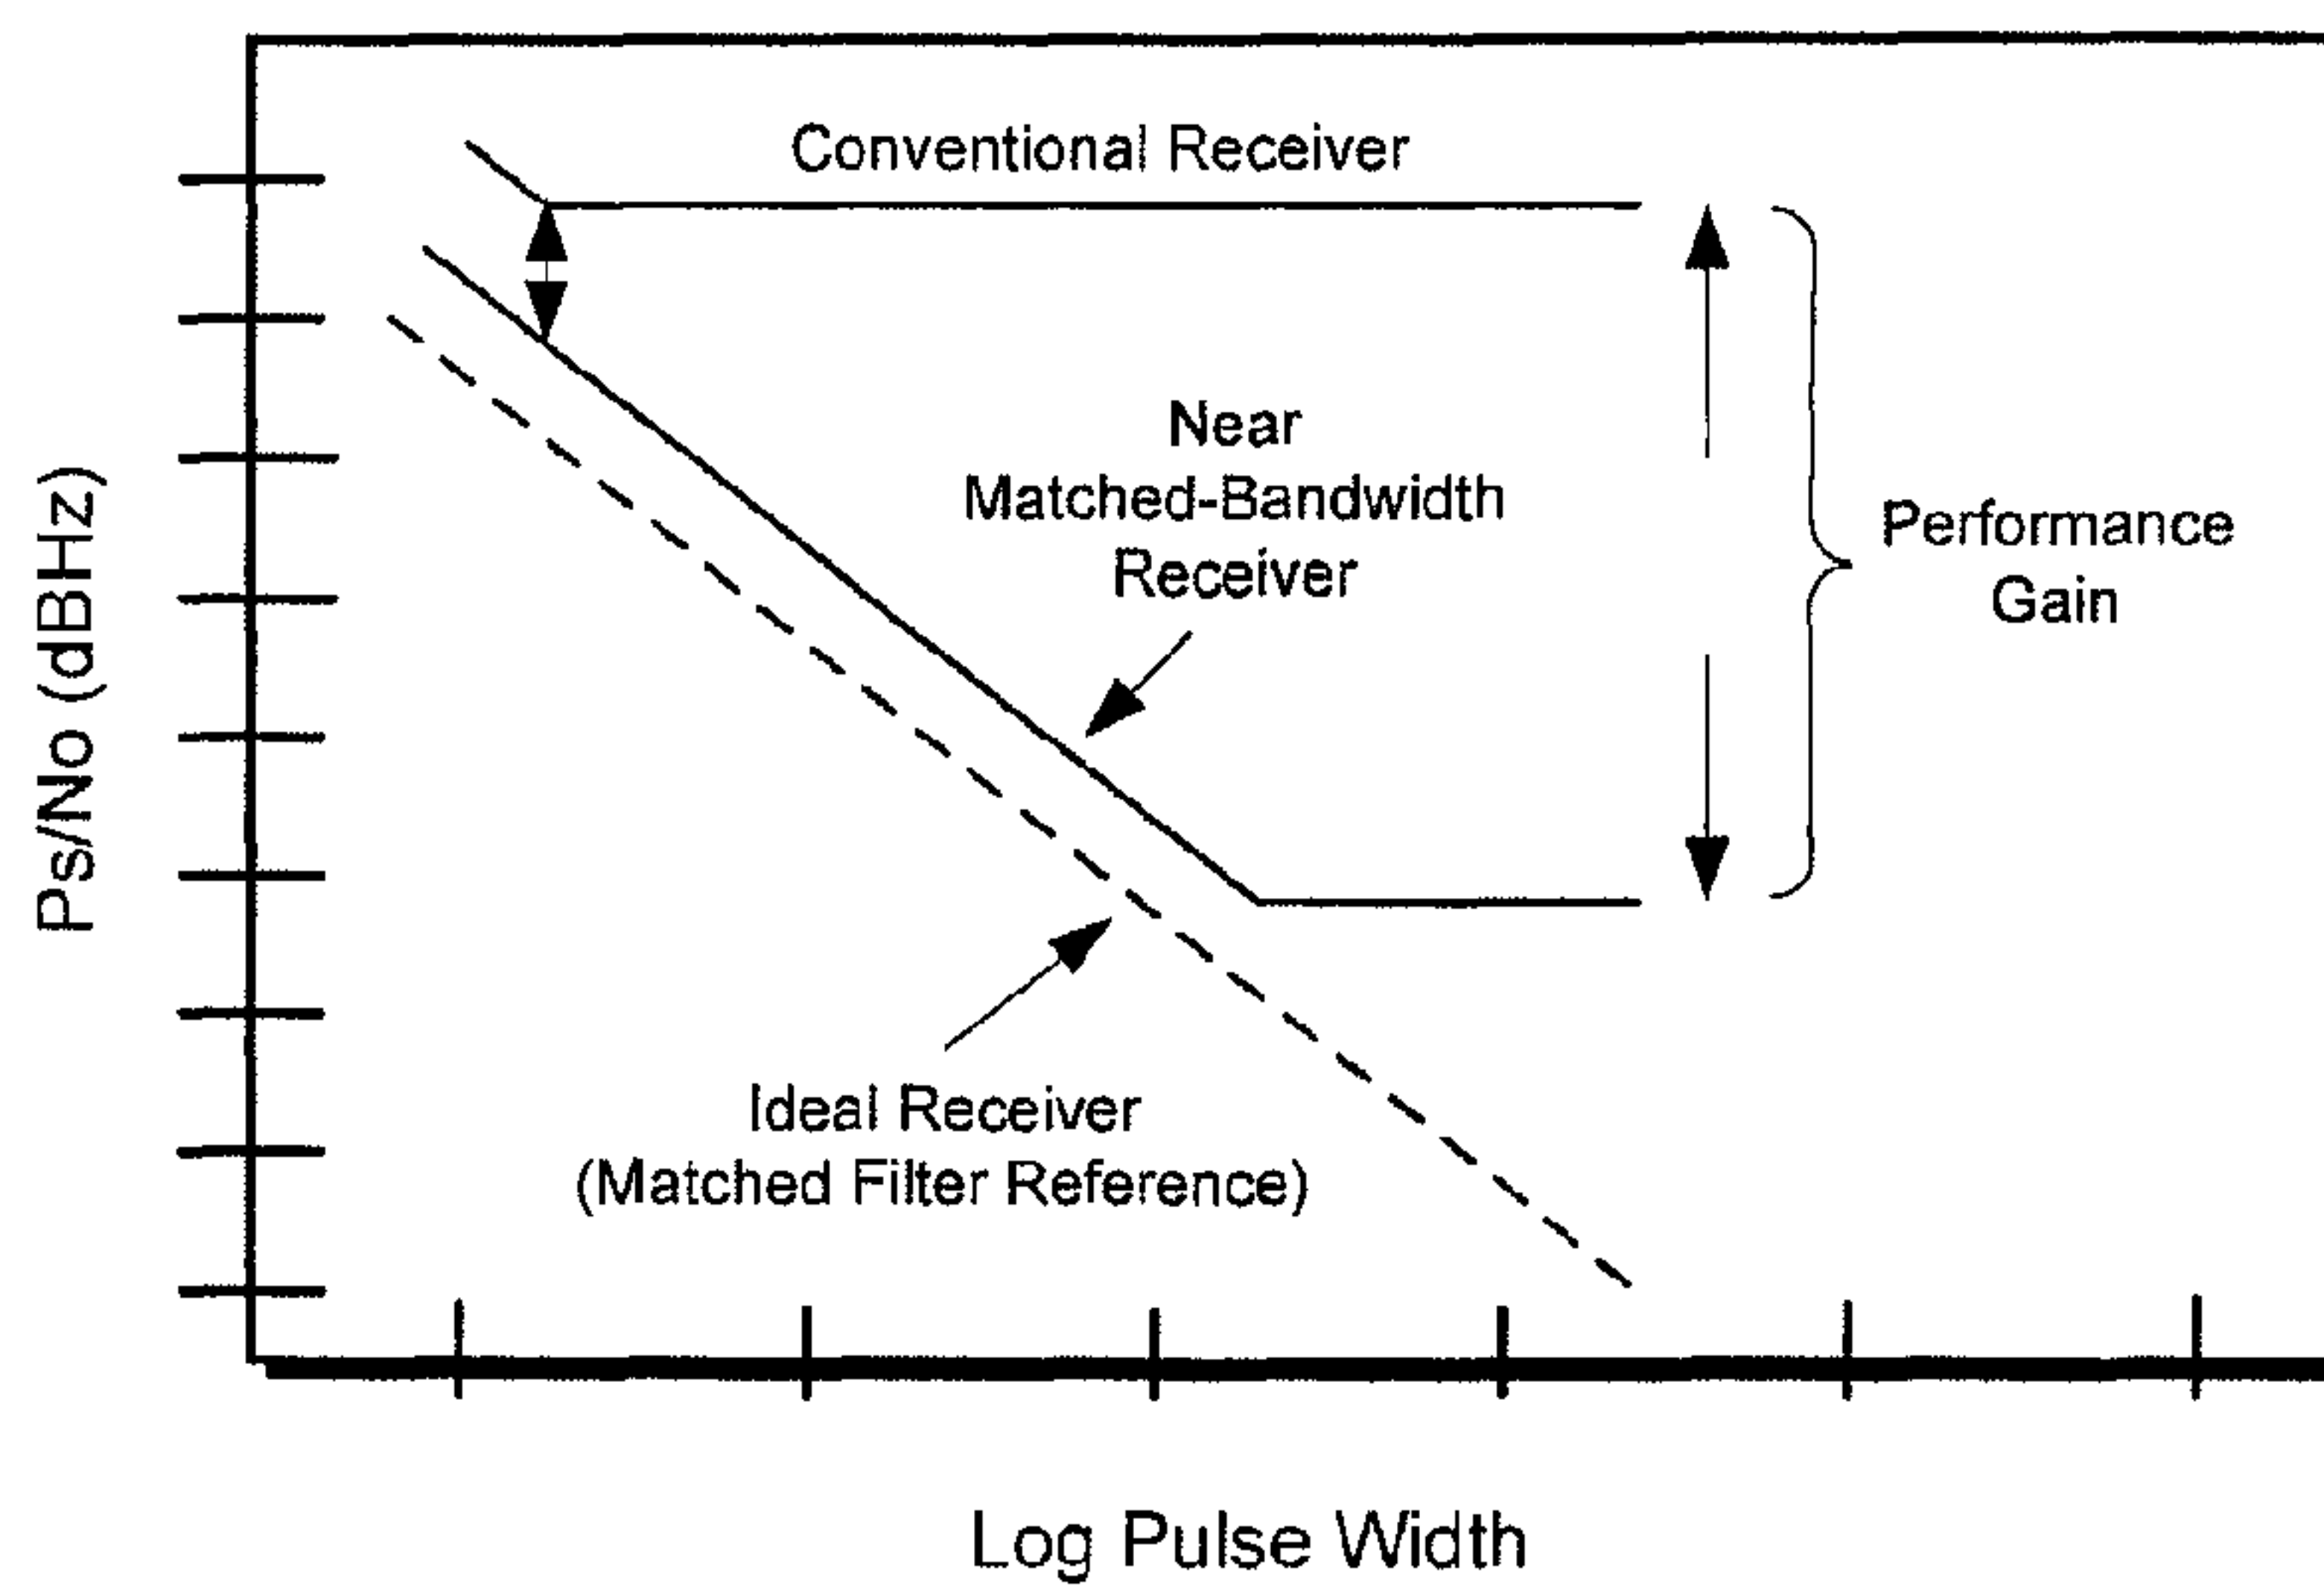 Conventional Receiver
Near
Matched-Bandwidth
Receiver
Performance
Gain
Ps/No (dBHz)
Ideal Receiver
(Matched Filter Reference)
Log Pulse Width